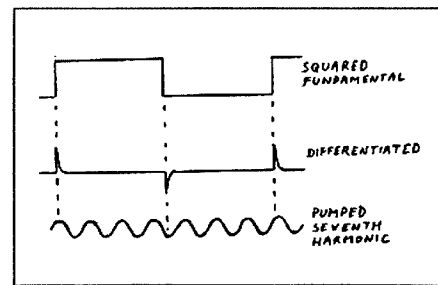 SQUARED
FUNDAMENTAL
DIFFERENTIATED
PUMPED
SEVENTH
HARMONIC